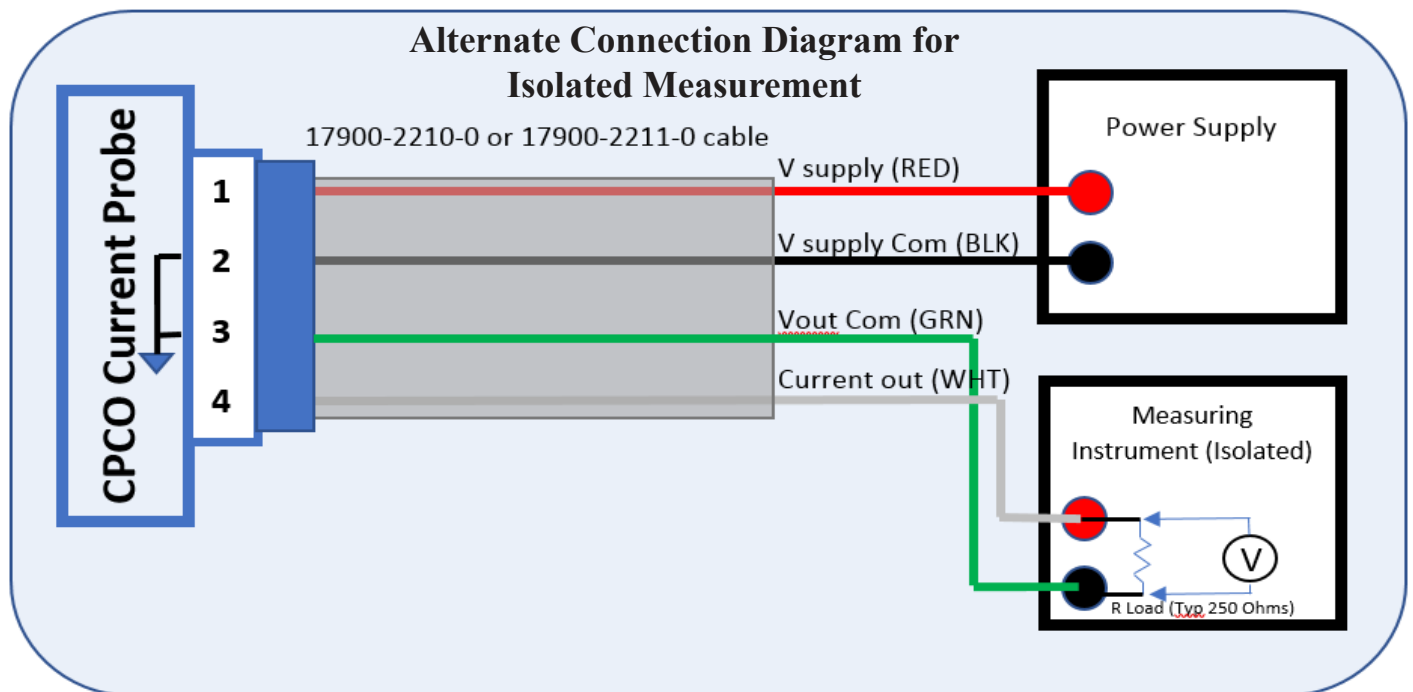 Alternate Connection Diagram for
Isolated Measurement
CPCO Current Probe
17900-2210-0 or 17900-2211-0 cable
1
2
3
4
V supply (RED)
V supply Com (BLK)
Vout Com (GRN)
Current out (WHT)
Power Supply
Measuring
Instrument (Isolated)
V
R Load (Typ 250 Ohms)